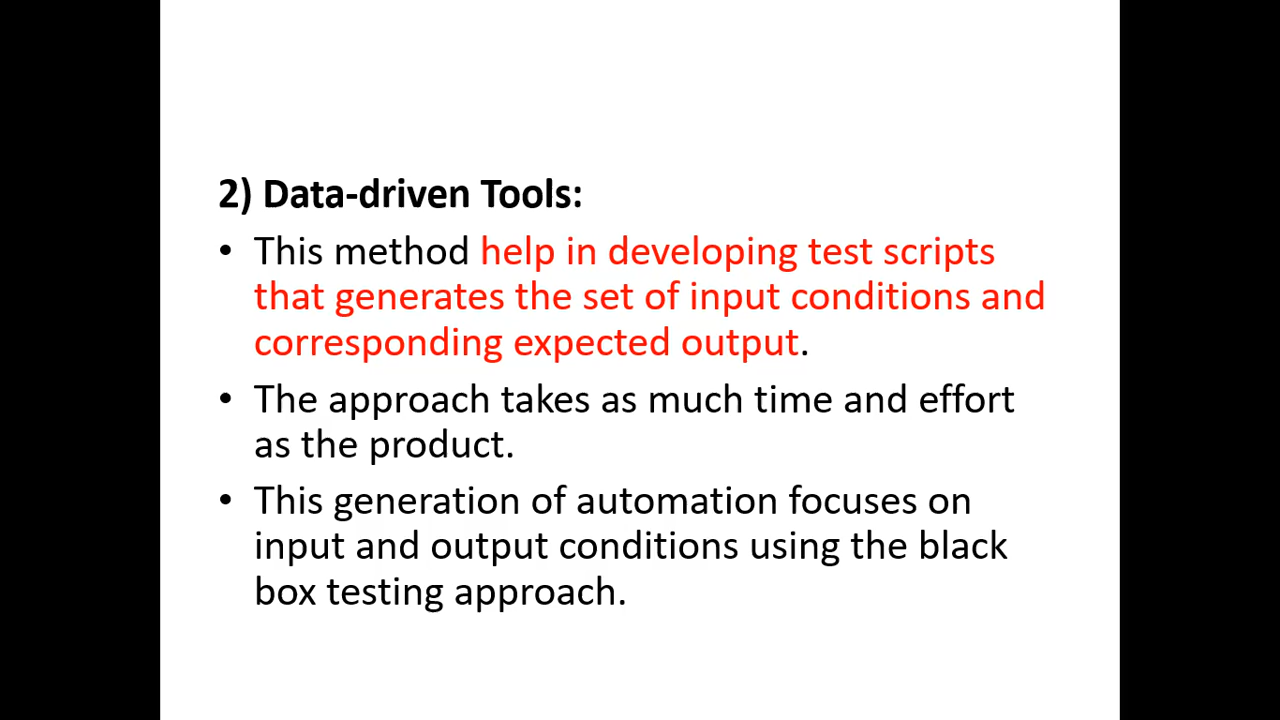 2) Data-driven Tools:
• This method help in developing test scripts
that generates the set of input conditions and
corresponding expected output.
• The approach takes as much time and effort
as the product.
• This generation of automation focuses on
input and output conditions using the black
box testing approach.